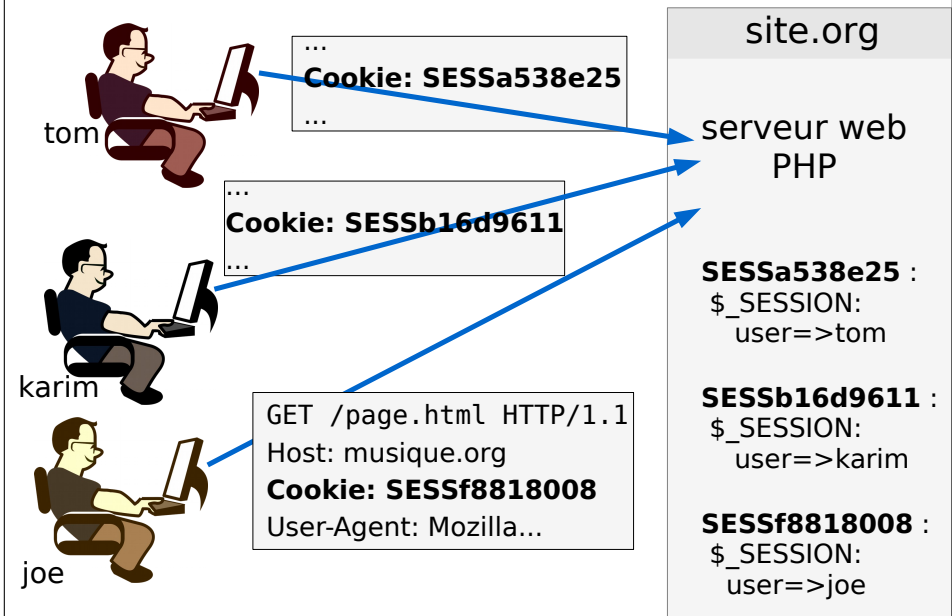 tom
...
Cookie: SESSa538e25
...
karim
...
Cookie: SESSb16d9611
...
joe
GET /page.html HTTP/1.1
Host: musique.org
Cookie: SESSf8818008
User-Agent: Mozilla...
site.org
serveur web
PHP
SESSa538e25 :
$_SESSION:
user=>tom
SESSb16d9611 :
$_SESSION:
user=>karim
SESSf8818008 :
$_SESSION:
user=>joe